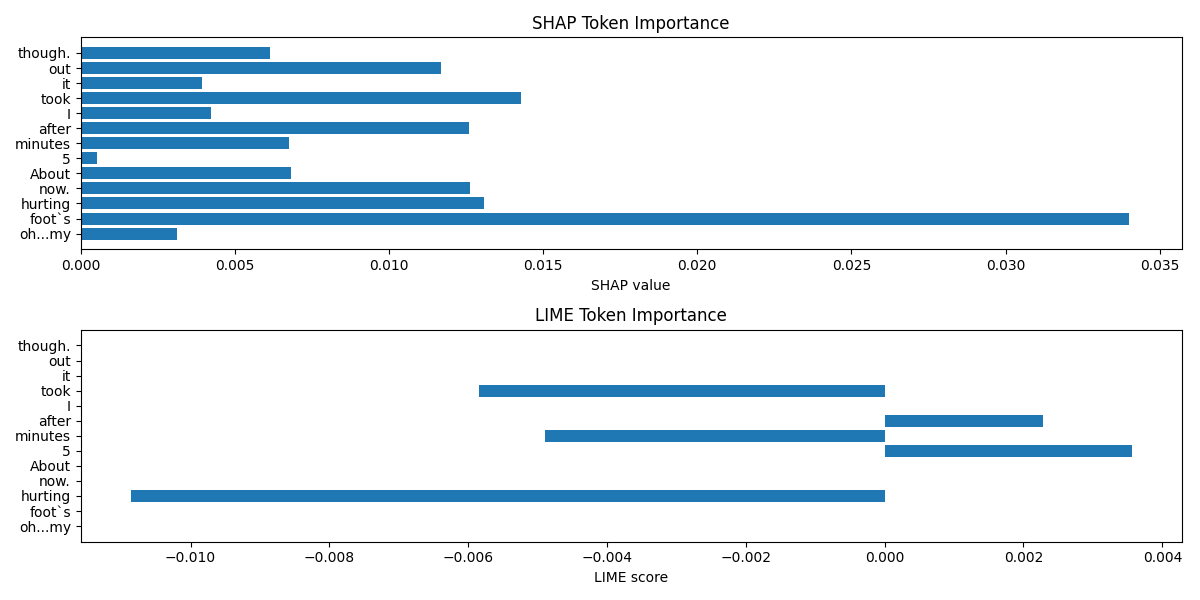 SHAP Token Importance
though.
out
it
took
I
after
minutes
5
About
now.
hurting
foot`s
oh...my
0.000 0.005 0.010 0.015 0.020 0.025 0.030 0.035
SHAP value
LIME Token Importance
though.
out
it
took
I
after
minutes
5
About
now.
hurting
foot`s
oh...my
−0.010 −0.008 −0.006 −0.004 −0.002 0.000 0.002 0.004
LIME score